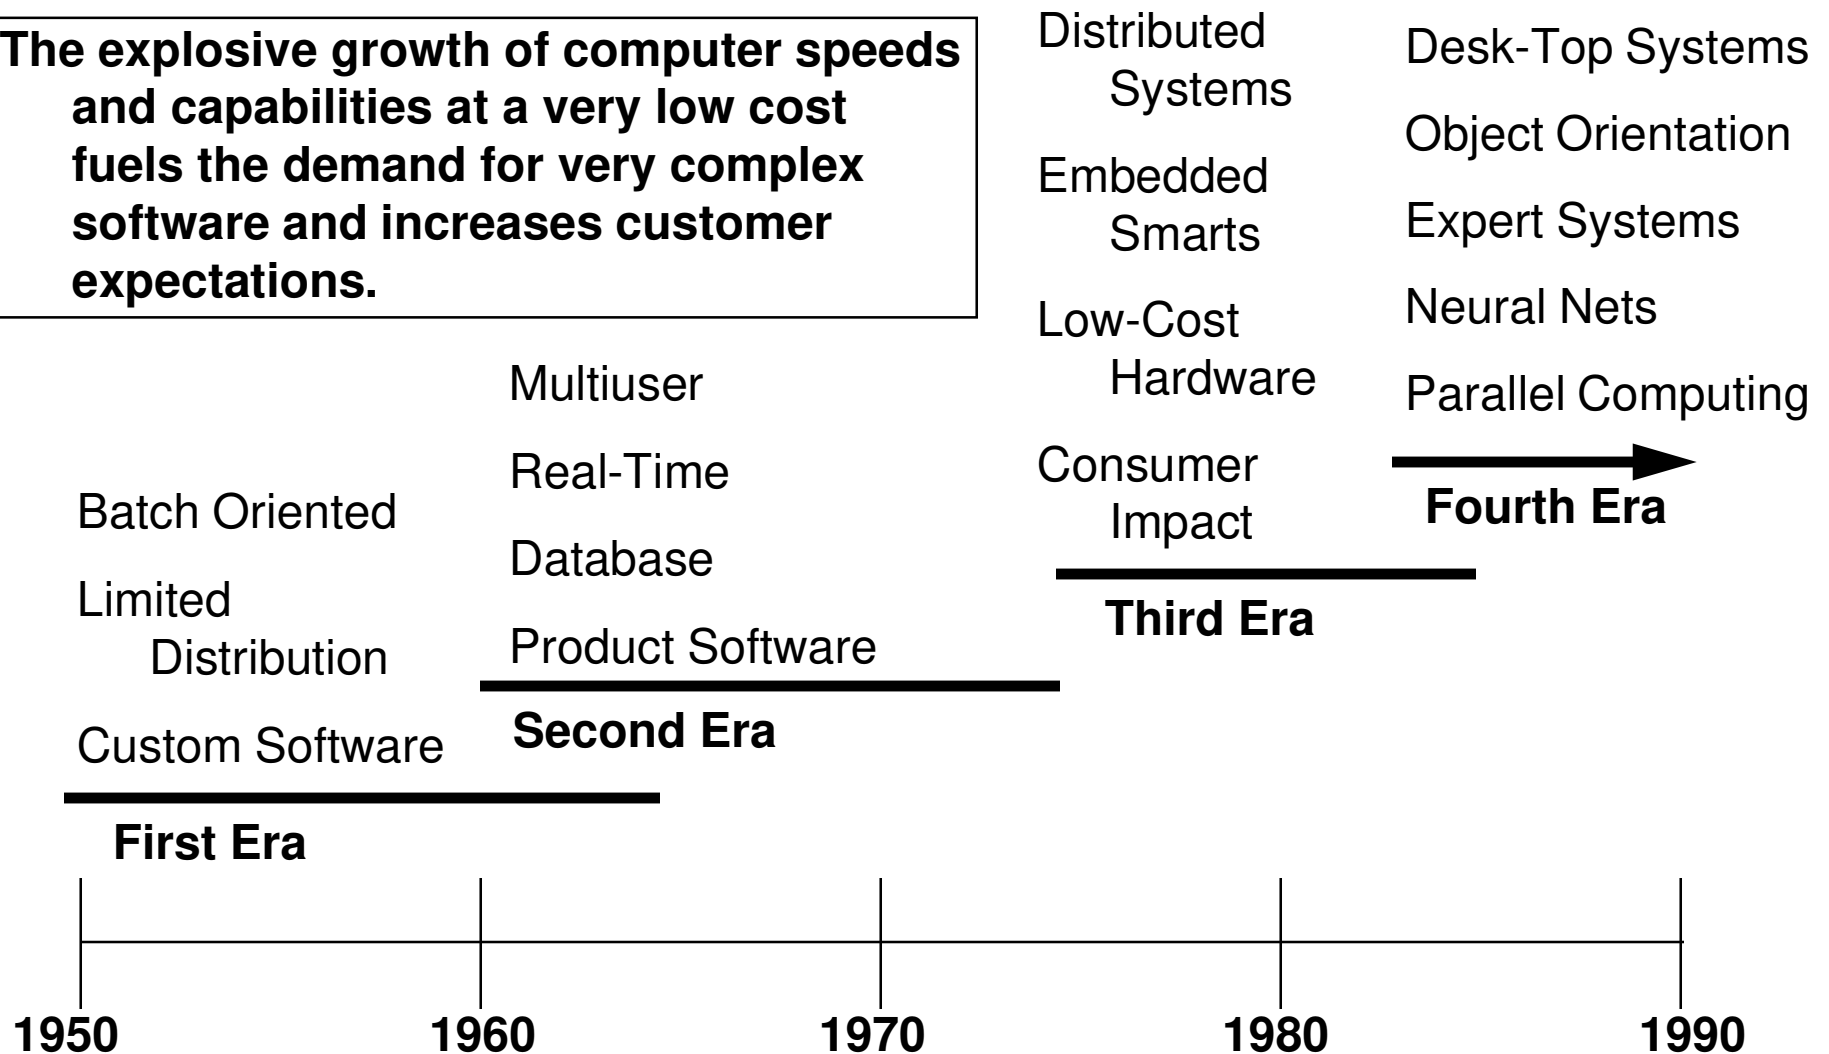 The explosive growth of computer speeds
and capabilities at a very low cost
fuels the demand for very complex
software and increases customer
expectations.
Batch Oriented
Limited
Distribution
Custom Software
First Era
Multiuser
Real-Time
Database
Product Software
Second Era
Distributed
Systems
Embedded
Smarts
Low-Cost
Hardware
Consumer
Impact
Third Era
Desk-Top Systems
Object Orientation
Expert Systems
Neural Nets
Parallel Computing
Fourth Era
1950
1960
1970
1980
1990